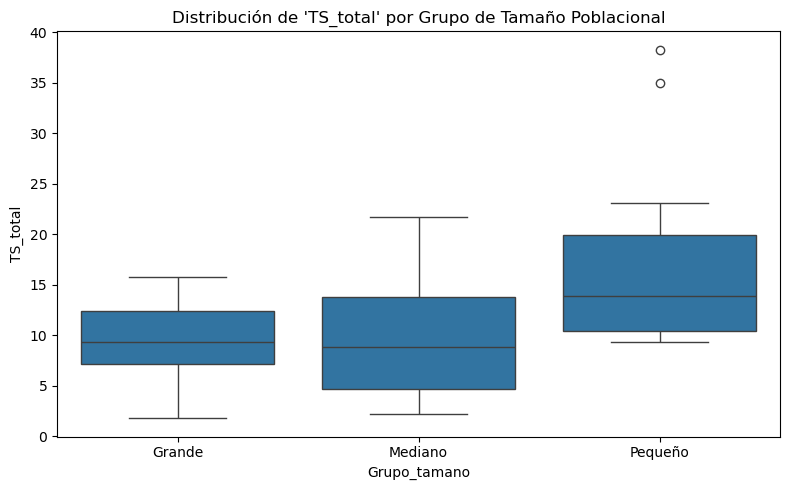 Distribución de 'TS_total' por Grupo de Tamaño Poblacional
TS_total
40
35
30
25
20
15
10
5
0
Grande
Mediano
Pequeño
Grupo_tamano